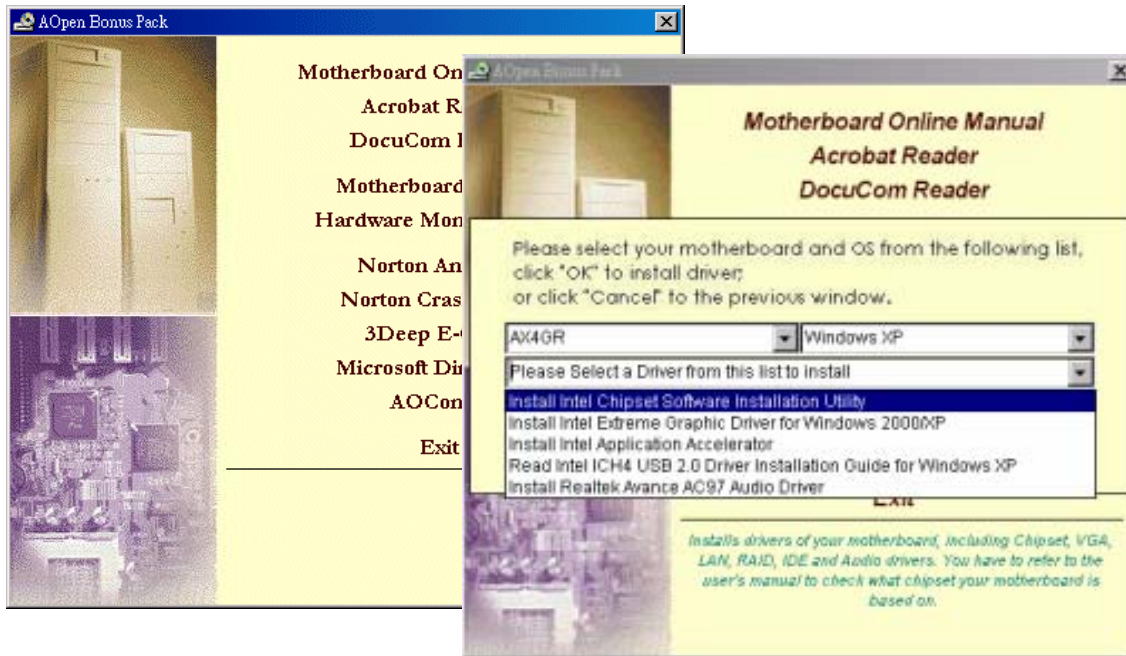 AOpen Bonus Pack
Motherboard On
Acrobat R
DocuCom
Motherboard
Hardware Mon
Norton An
Norton Cras
3Deep E-
Microsoft Di
AOCon
Exit
AOpen Bonus Pack
Motherboard Online Manual
Acrobat Reader
DocuCom Reader
Please select your motherboard and OS from the following list,
click "OK" to install driver;
or click "Cancel" to the previous window.
AX4GR
Windows XP
Please Select a Driver from this list to install
Install Intel Chipset Software Installation Utility
Install Intel Extreme Graphic Driver for Windows 2000/XP
Install Intel Application Accelerator
Read Intel ICH4 USB 2.0 Driver Installation Guide for Windows XP
Install Realtek Avance AC97 Audio Driver
Exit
Installs drivers of your motherboard, including Chipset, VGA,
LAN, RAID, IDE and Audio drivers. You have to refer to the
user's manual to check what chipset your motherboard is
based on.